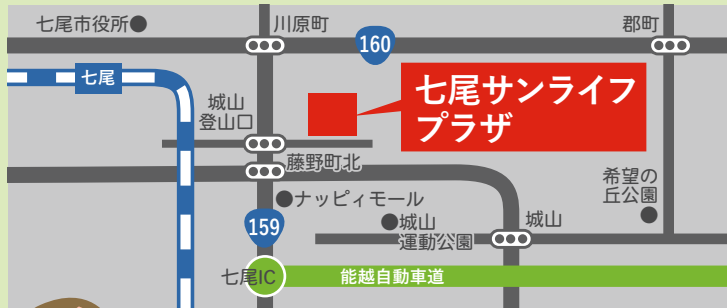 七尾市役所
川原町
160
郡町
七尾
七尾サンライフ
プラザ
城山
登山口
藤野町北
希望の
丘公園
ナッピィモール
159
城山
運動公園
城山
七尾IC
能越自動車道